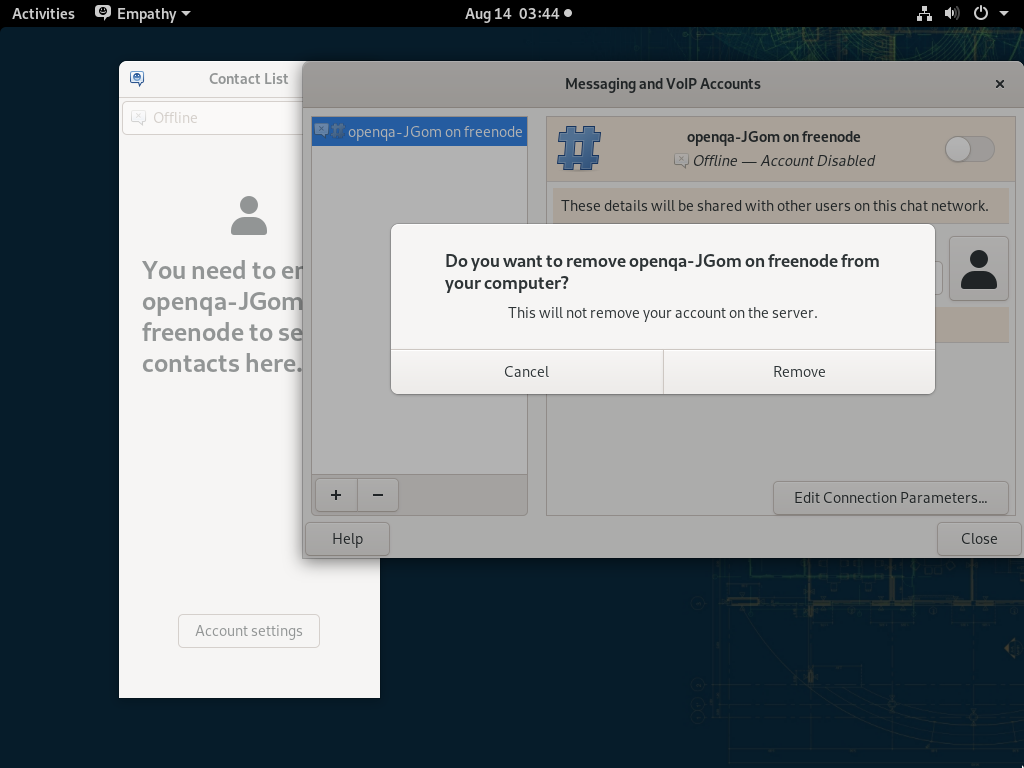 Activities
Empathy
Aug 14 03:44
Contact List
Offline
You need to en
openqa-JGom
freenode to se
contacts here.
Account settings
Messaging and VoIP Accounts
openqa-JGom on freenode
+
−
openqa-JGom on freenode
Offline — Account Disabled
These details will be shared with other users on this chat network.
Do you want to remove openqa-JGom on freenode from
your computer?
This will not remove your account on the server.
Cancel
Remove
Edit Connection Parameters...
Help
Close